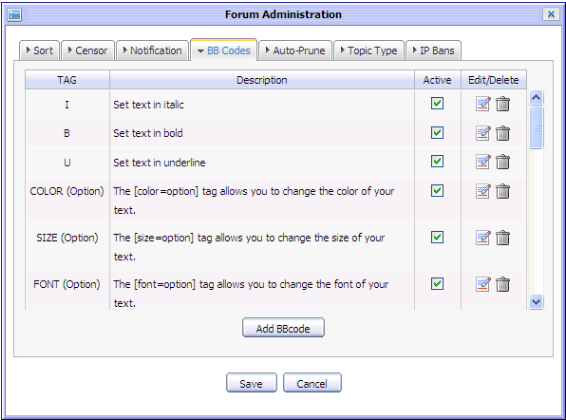 Forum Administration
Sort Censor Notification BB Codes Auto-Prune Topic Type IP Bans
TAG Description Active Edit/Delete
I Set text in italic
B Set text in bold
U Set text in underline
COLOR (Option) The [color=option] tag allows you to change the color of your
text.
SIZE (Option) The [size=option] tag allows you to change the size of your
text.
FONT (Option) The [font=option] tag allows you to change the font of your
text.
Add BBcode
Save Cancel